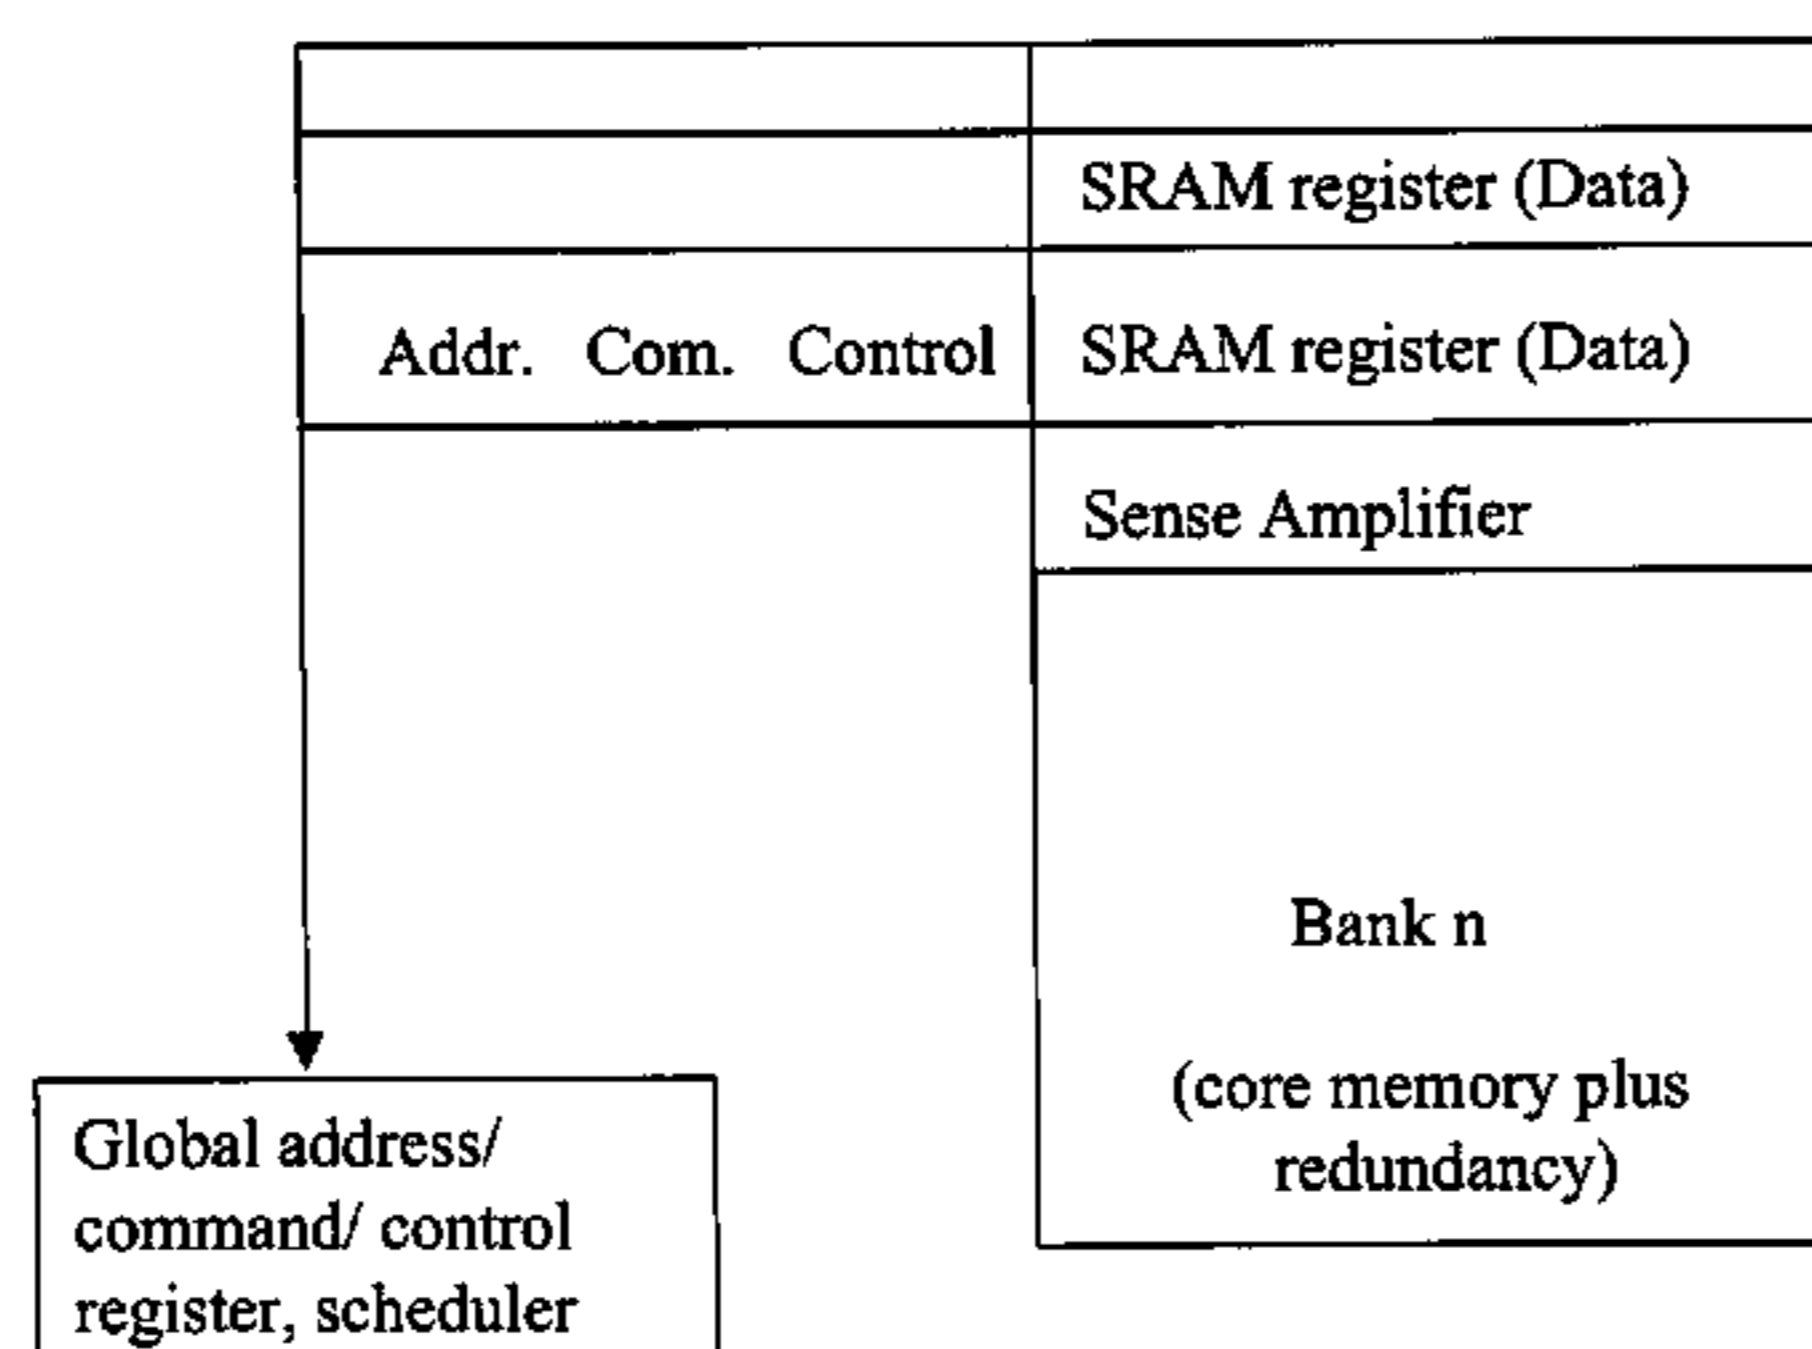 SRAM register (Data)
Addr. Com. Control SRAM register (Data)
Sense Amplifier
Bank n
(core memory plus
redundancy)
Global address/
command/ control
register, scheduler